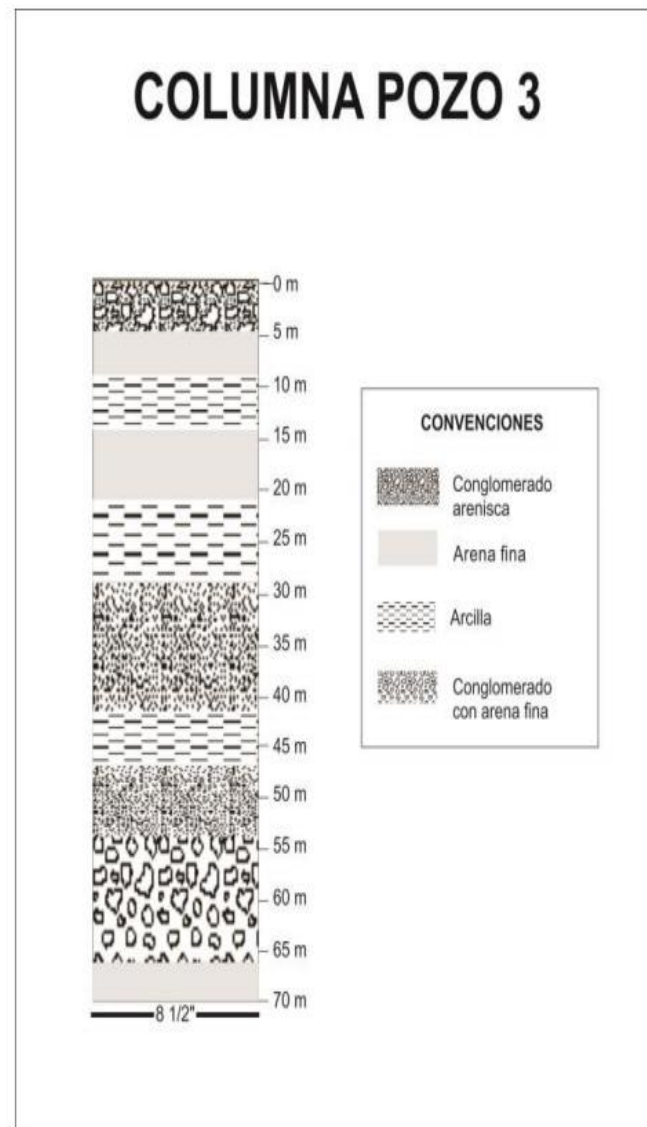 COLUMNA POZO 3
0 m
5 m
10 m
15 m
20 m
25 m
30 m
35 m
40 m
45 m
50 m
55 m
60 m
65 m
70 m
8 1/2"
CONVENCIONES
Conglomerado
arenisca
Arena fina
Arcilla
Conglomerado
con arena fina